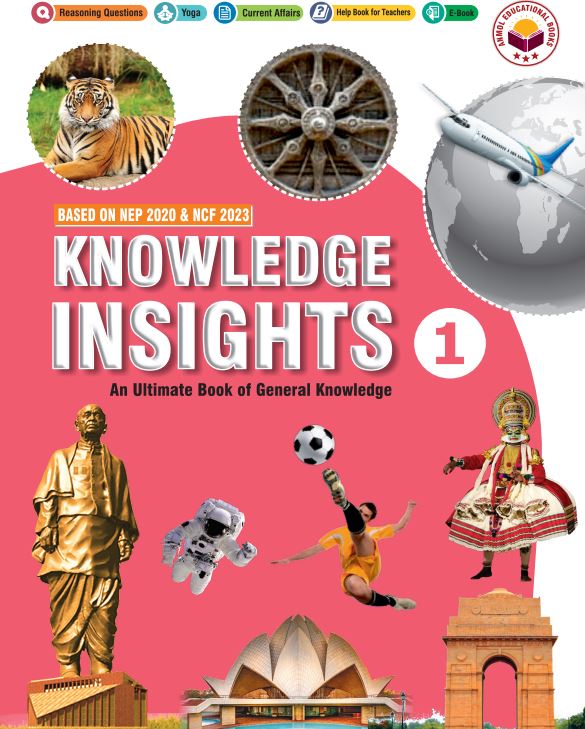 Reasoning Questions
Yoga
Current Affairs
Help Book for Teachers
E-Book
ANMOL EDUCATIONAL BOOKS
BASED ON NEP 2020 & NCF 2023
KNOWLEDGE
INSIGHTS 1
An Ultimate Book of General Knowledge